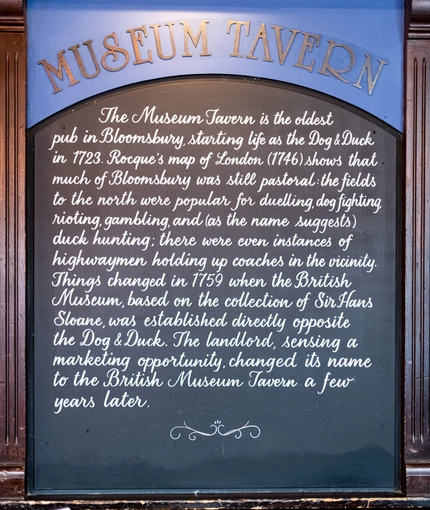 MUSEUM TAVERN
The Museum Tavern is the oldest
pub in Bloomsbury, starting life as the Dog & Duck
in 1723. Rocque's map of London (1746) shows that
much of Bloomsbury was still pastoral: the fields
to the north were popular for duelling, dog fighting,
rioting, gambling, and (as the name suggests)
duck hunting; there were even instances of
highwaymen holding up coaches in the vicinity.
Things changed in 1759 when the British
Museum, based on the collection of Sir Hans
Sloane, was established directly opposite
the Dog & Duck. The landlord, sensing a
marketing opportunity, changed its name
to the British Museum Tavern a few
years later.